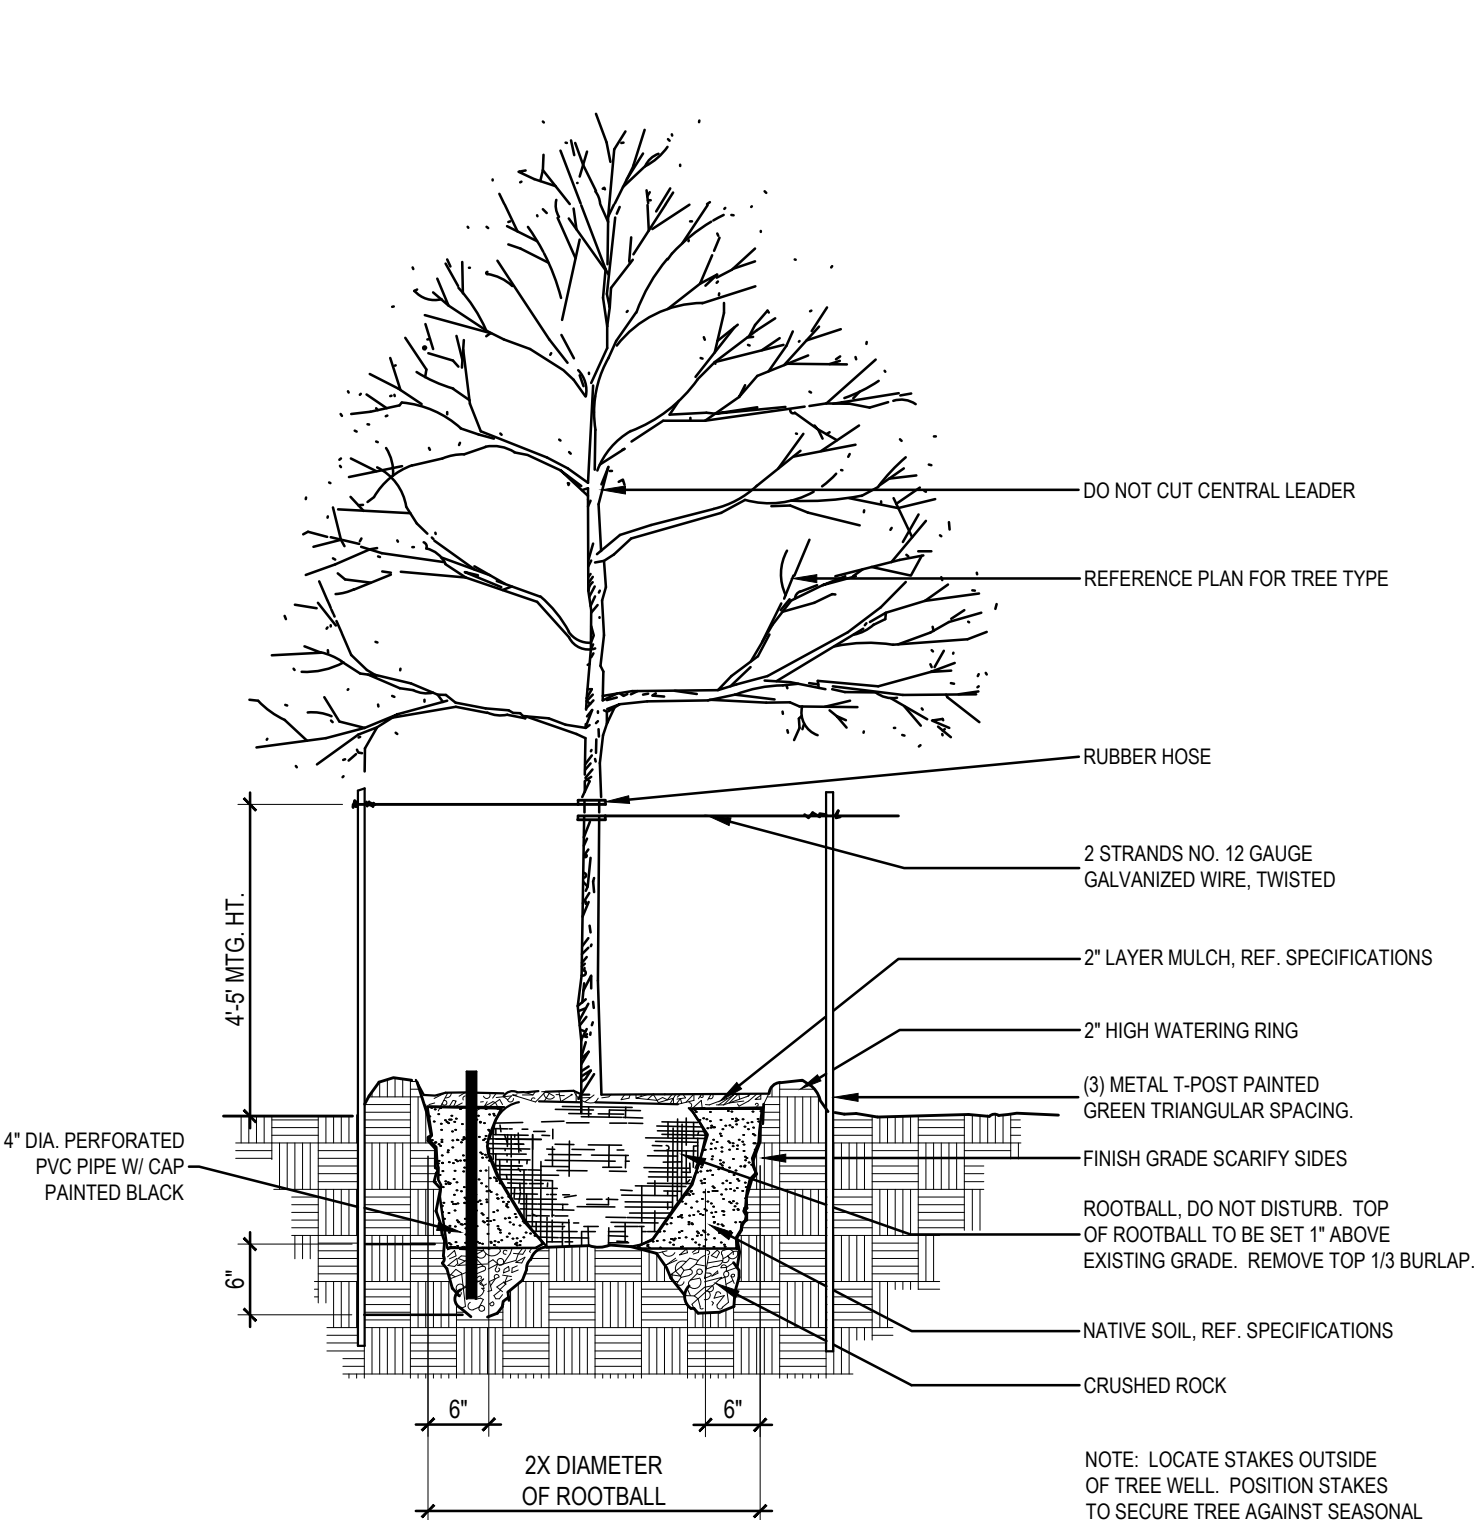 DO NOT CUT CENTRAL LEADER
REFERENCE PLAN FOR TREE TYPE
RUBBER HOSE
2 STRANDS NO. 12 GAUGE
GALVANIZED WIRE, TWISTED
4'-5' MTG. HT.
2" LAYER MULCH, REF. SPECIFICATIONS
2" HIGH WATERING RING
(3) METAL T-POST PAINTED
GREEN TRIANGULAR SPACING.
4" DIA. PERFORATED
PVC PIPE W/ CAP
PAINTED BLACK
FINISH GRADE SCARIFY SIDES
ROOTBALL, DO NOT DISTURB.  TOP
OF ROOTBALL TO BE SET 1" ABOVE
EXISTING GRADE.  REMOVE TOP 1/3 BURLAP.
6"
NATIVE SOIL, REF. SPECIFICATIONS
CRUSHED ROCK
6"
6"
2X DIAMETER
OF ROOTBALL
NOTE:  LOCATE STAKES OUTSIDE
OF TREE WELL.  POSITION STAKES
TO SECURE TREE AGAINST SEASONAL